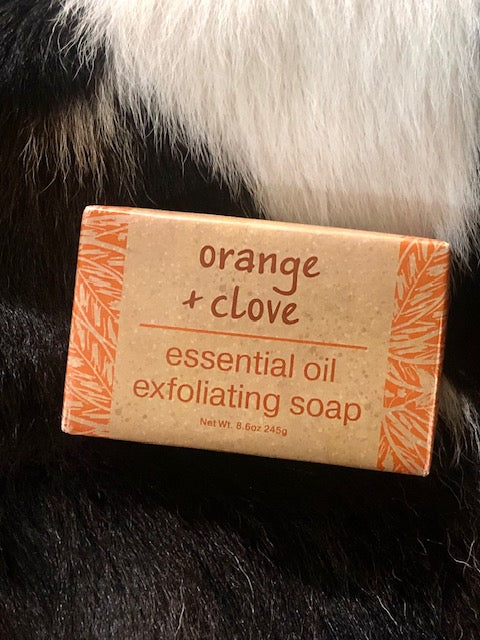 orange
+ clove
essential oil
exfoliating soap
Net Wt. 8.6oz 245g